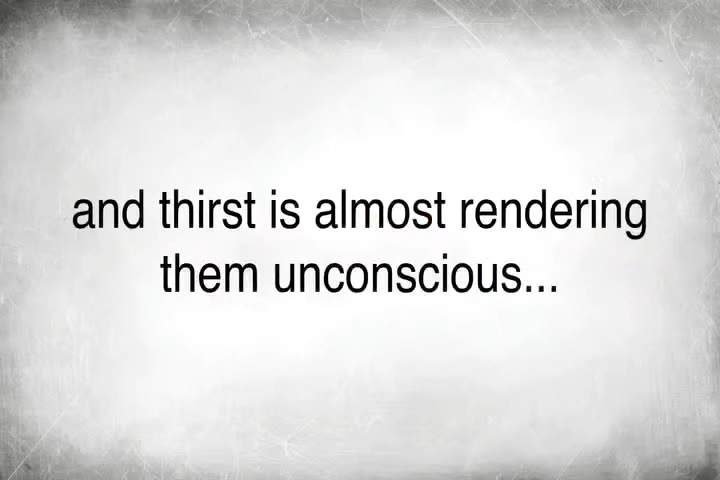 and thirst is almost rendering
them unconscious...